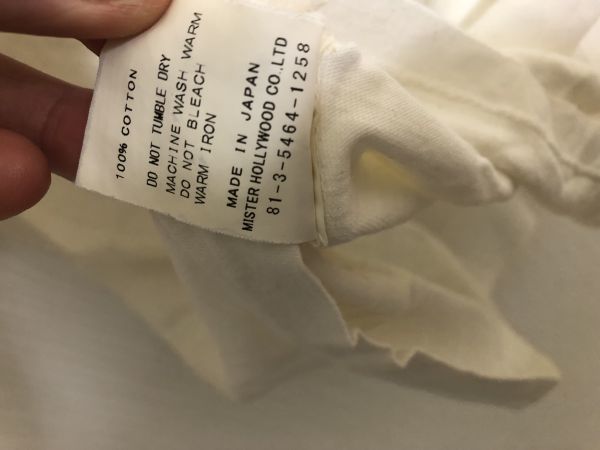 100% COTTON
DO NOT TUMBLE DRY
MACHINE WASH WARM
DO NOT BLEACH
WARM IRON
MADE IN JAPAN
MISTER HOLLYWOOD CO.,LTD
81-3-5464-1258